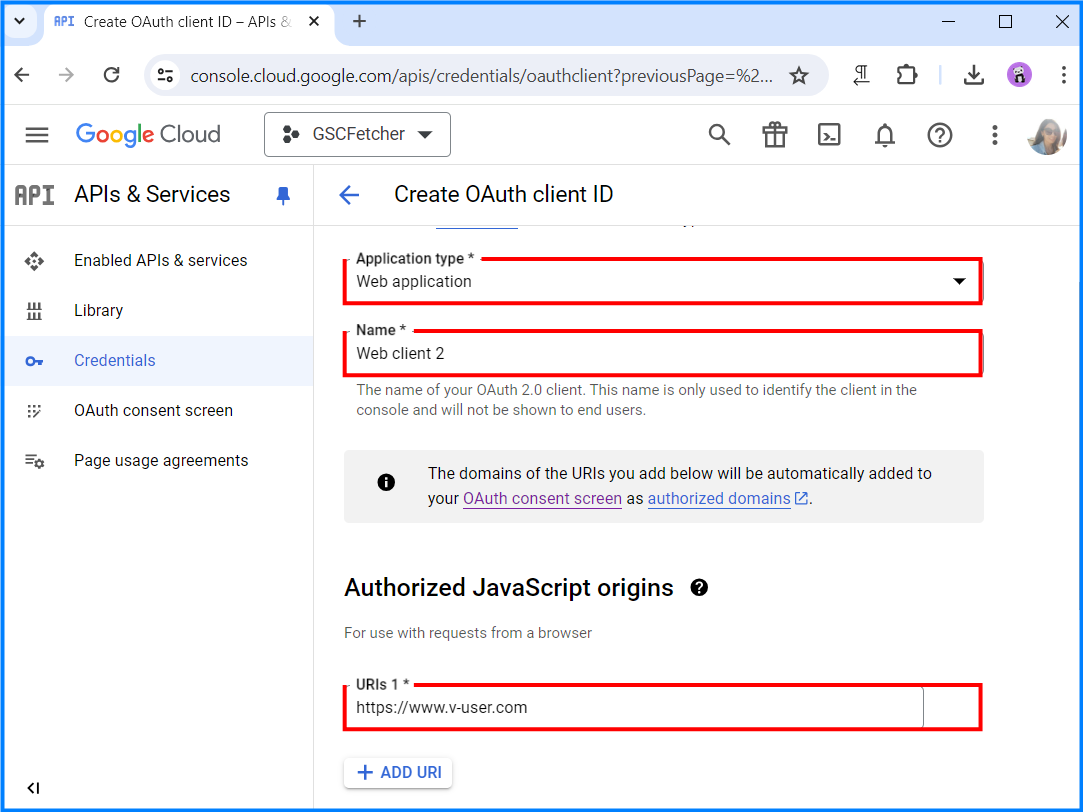 API Create OAuth client ID – APIs &
console.cloud.google.com/apis/credentials/oauthclient?previousPage=%2...
Google Cloud GSCFetcher
API APIs & Services
Create OAuth client ID
Enabled APIs & services
Library
Credentials
OAuth consent screen
Page usage agreements
Application type *
Web application
Name *
Web client 2
The name of your OAuth 2.0 client. This name is only used to identify the client in the
console and will not be shown to end users.
The domains of the URIs you add below will be automatically added to
your OAuth consent screen as authorized domains.
Authorized JavaScript origins
For use with requests from a browser
URIs 1 *
https://www.v-user.com
+ ADD URI